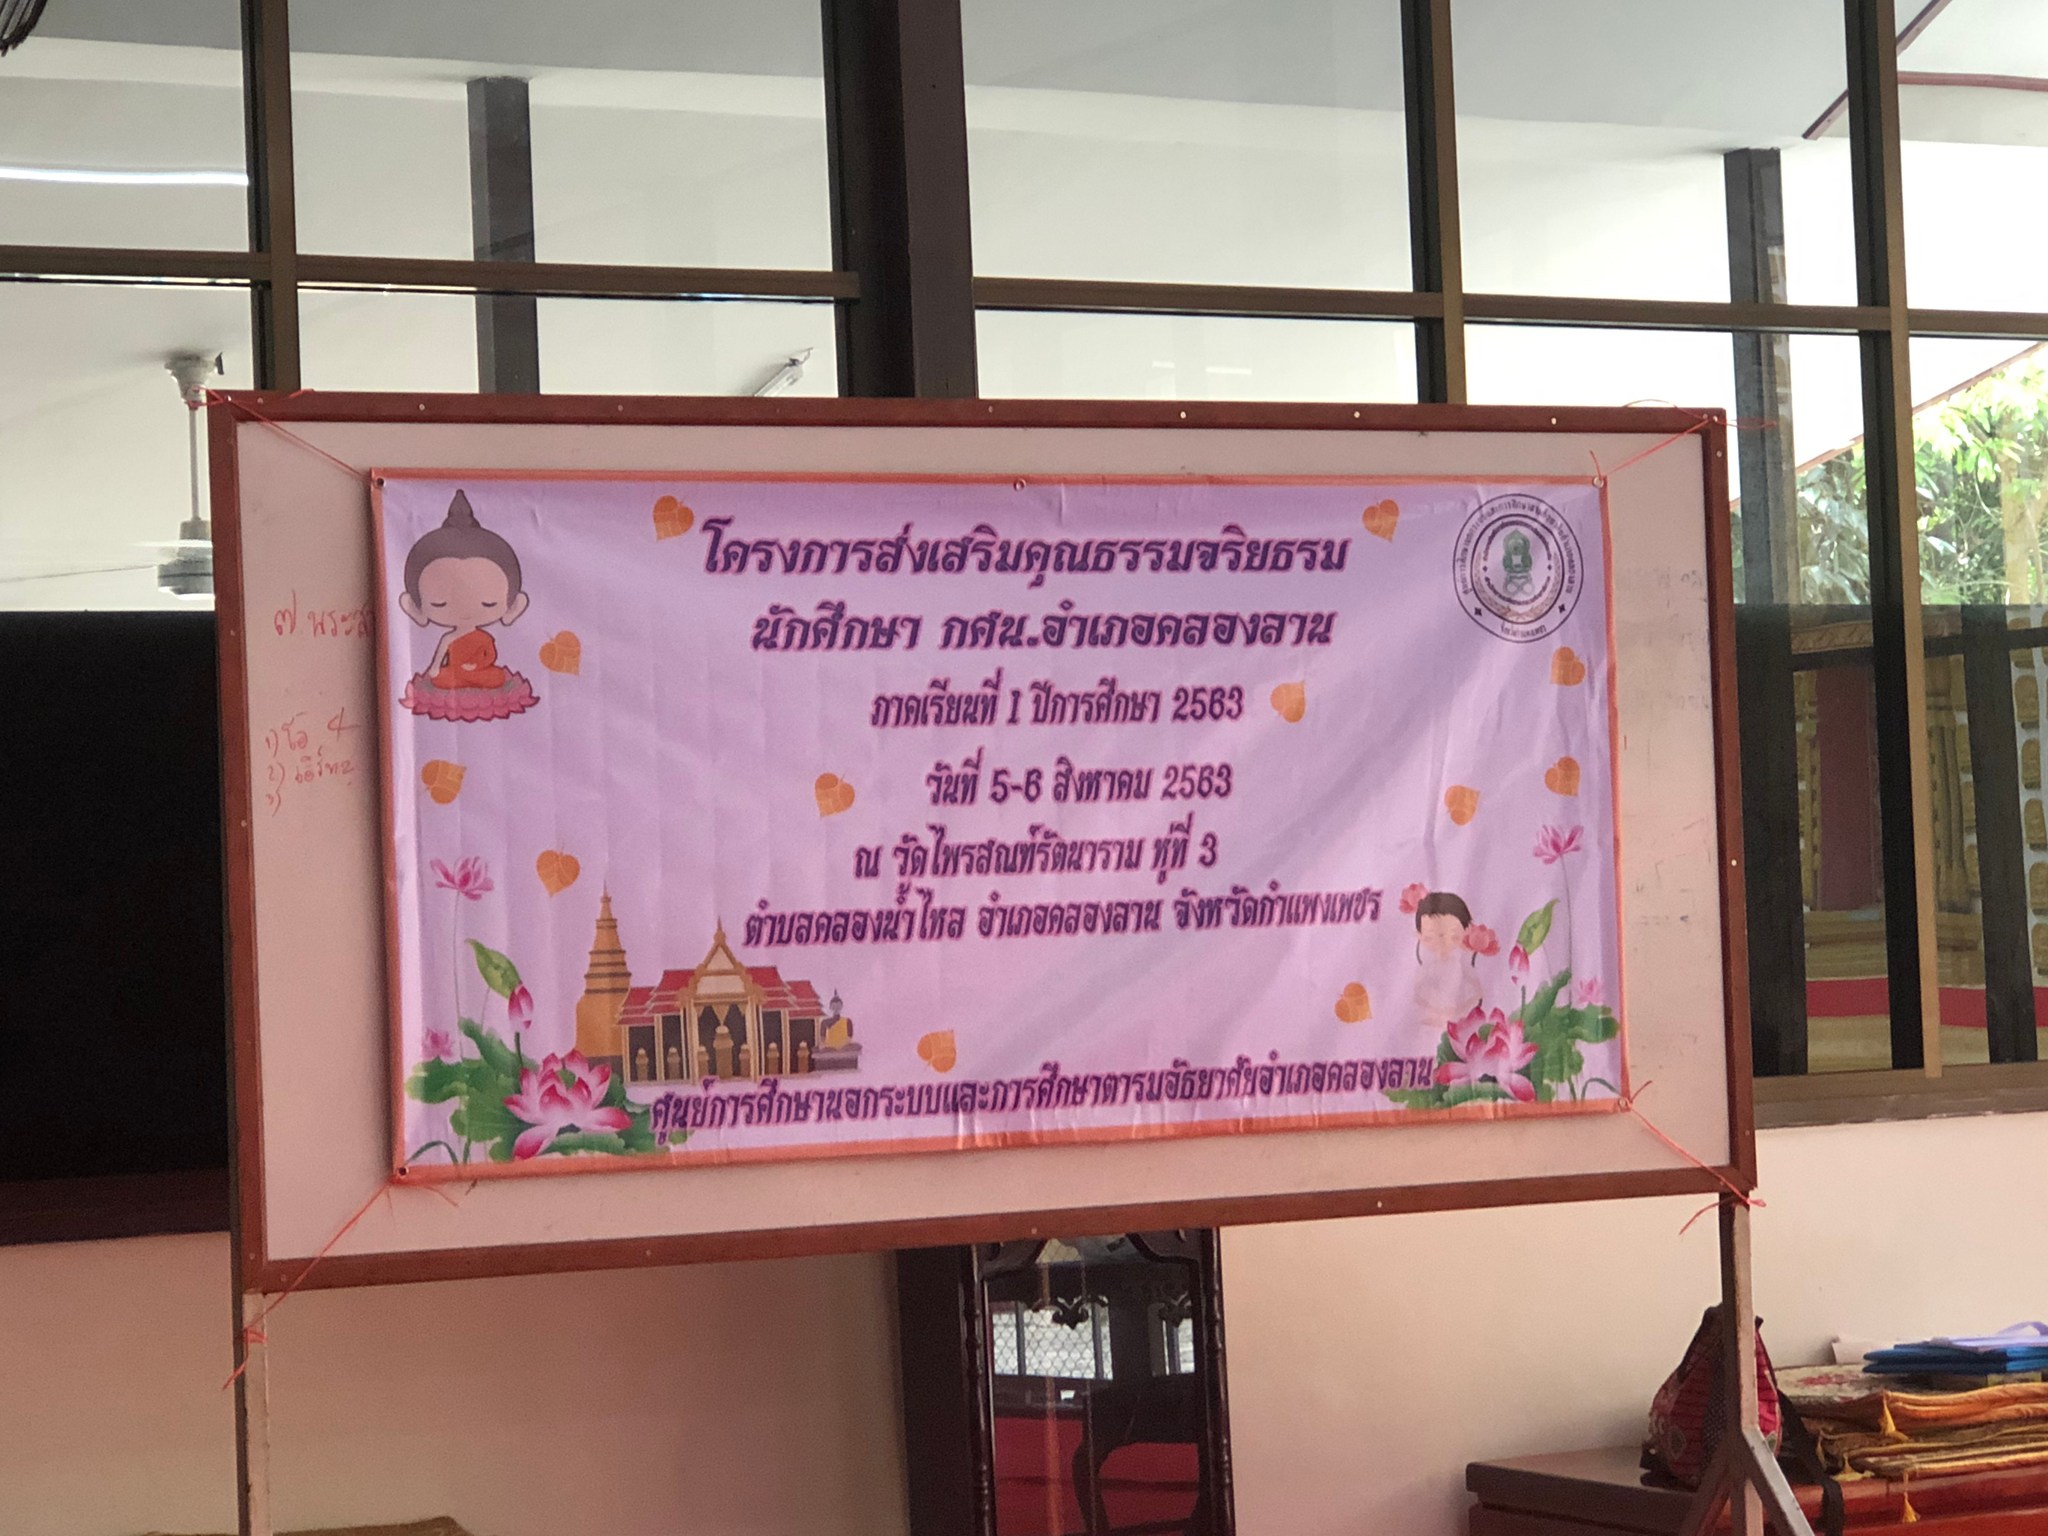 โครงการส่งเสริมคุณธรรมจริยธรรม
นักศึกษา กศน.อำเภอคลองลาน
ภาคเรียนที่ 1 ปีการศึกษา 2563
วันที่ 5-6 สิงหาคม 2563
ณ วัดไพรสณฑ์รัตนาราม หมู่ที่ 3
ตำบลคลองน้ำไหล อำเภอคลองลาน จังหวัดกำแพงเพชร
ศูนย์การศึกษานอกระบบและการศึกษาตารมอัธยาศัยอำเภอคลองลาน
๗ พระส
1)
2)
3)